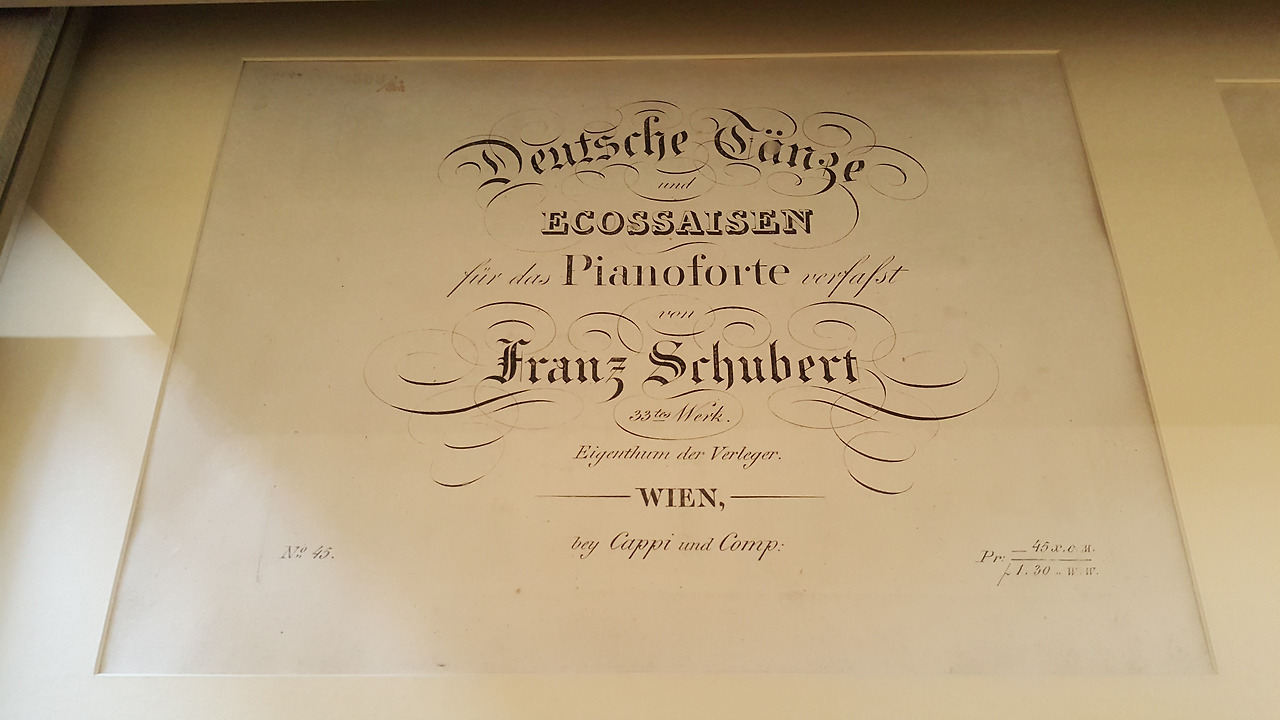 Deutsche Tänze
und
ECOSSAISEN
für das Pianoforte verfaſst
von
Franz Schubert
33tes Werk.
Eigenthum der Verleger.
WIEN,
bey Cappi und Comp:
No 45.
Pr: — 45 x. C. M.
f 1. 30 „ W. W.